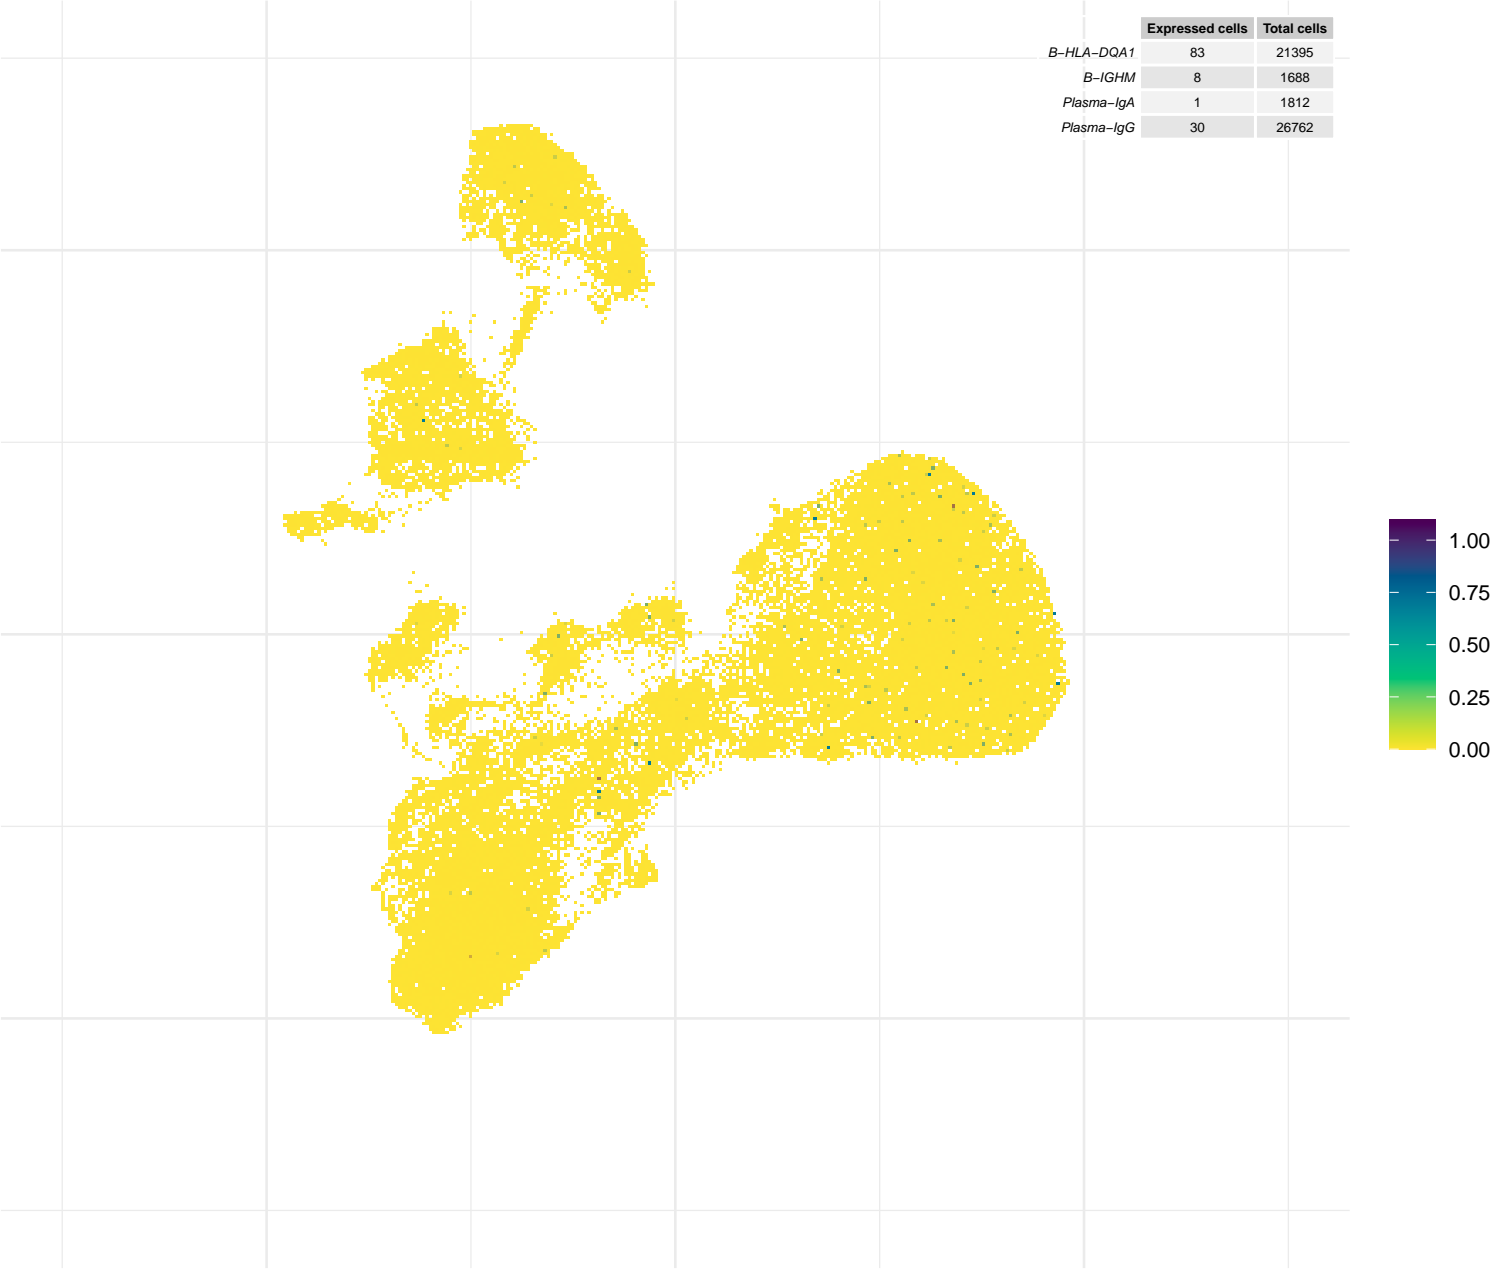 Expressed cells Total cells
B−HLA−DQA1 83 21395
B−IGHM 8 1688
Plasma−IgA 1 1812
Plasma−IgG 30 26762
1.00
0.75
0.50
0.25
0.00